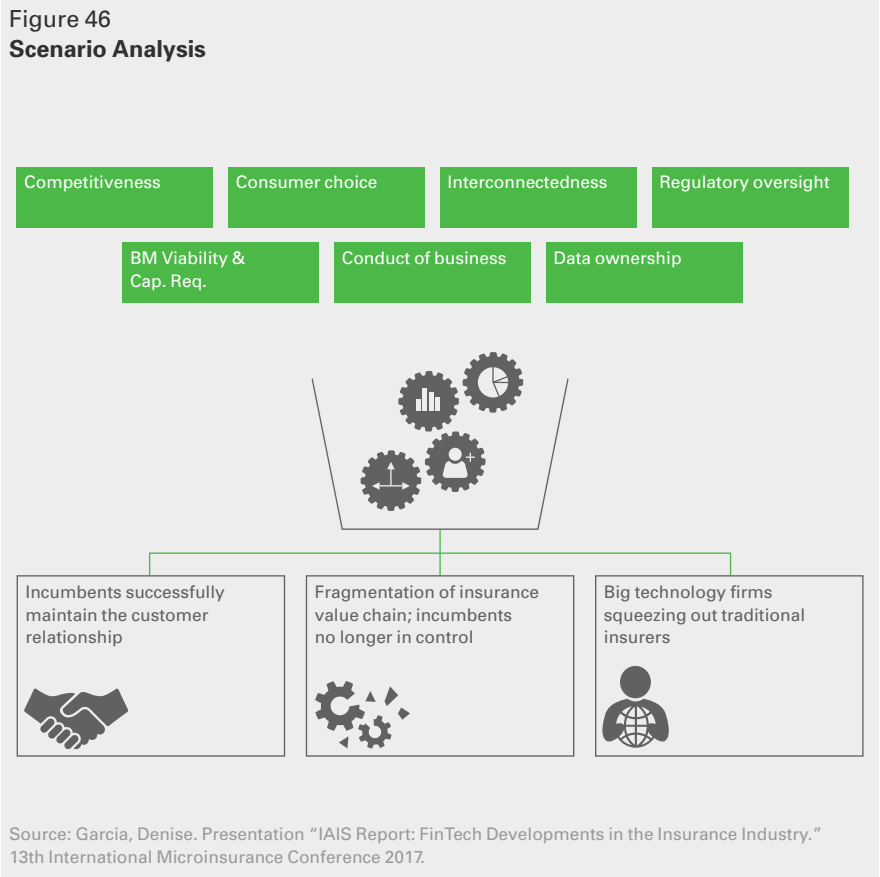 Figure 46
Scenario Analysis
Competitiveness
Consumer choice
Interconnectedness
Regulatory oversight
BM Viability &
Cap. Req.
Conduct of business
Data ownership
Incumbents successfully
maintain the customer
relationship
Fragmentation of insurance
value chain; incumbents
no longer in control
Big technology firms
squeezing out traditional
insurers
Source: Garcia, Denise. Presentation “IAIS Report: FinTech Developments in the Insurance Industry.”
13th International Microinsurance Conference 2017.